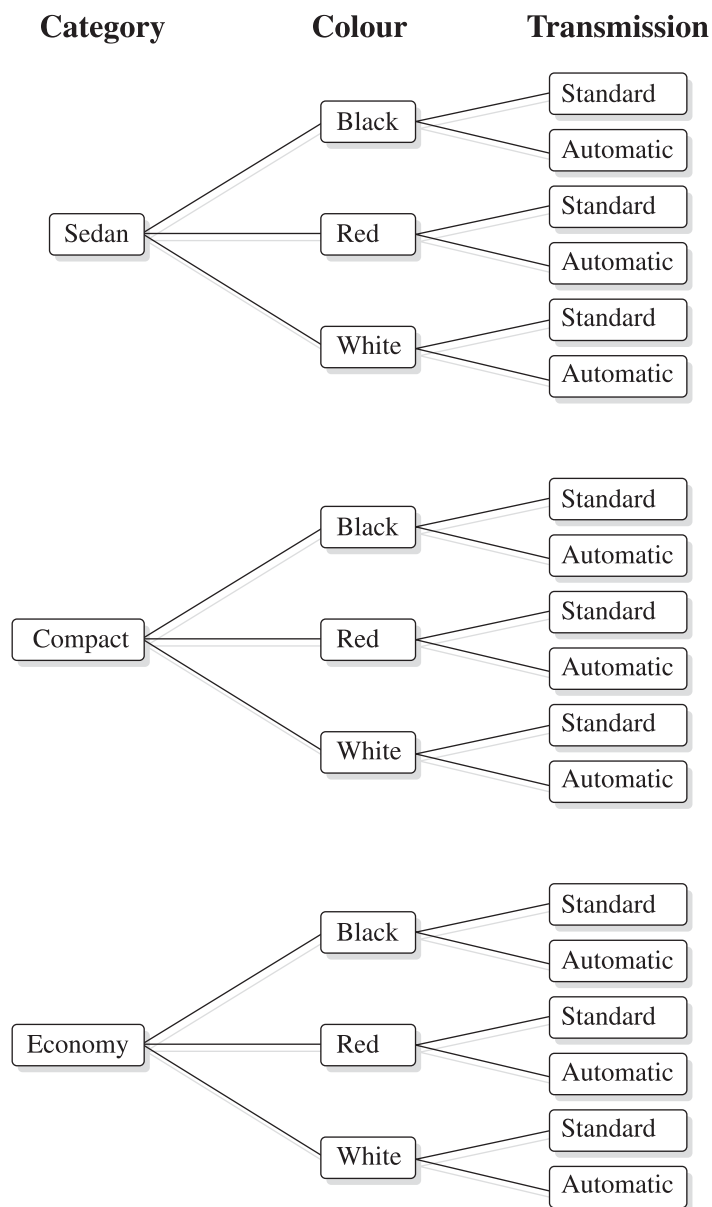 Category Colour Transmission
Standard
Black
Automatic
Standard
Sedan Red
Automatic
Standard
White
Automatic
Standard
Black
Automatic
Standard
Compact Red
Automatic
Standard
White
Automatic
Standard
Black
Automatic
Standard
Economy Red
Automatic
Standard
White
Automatic